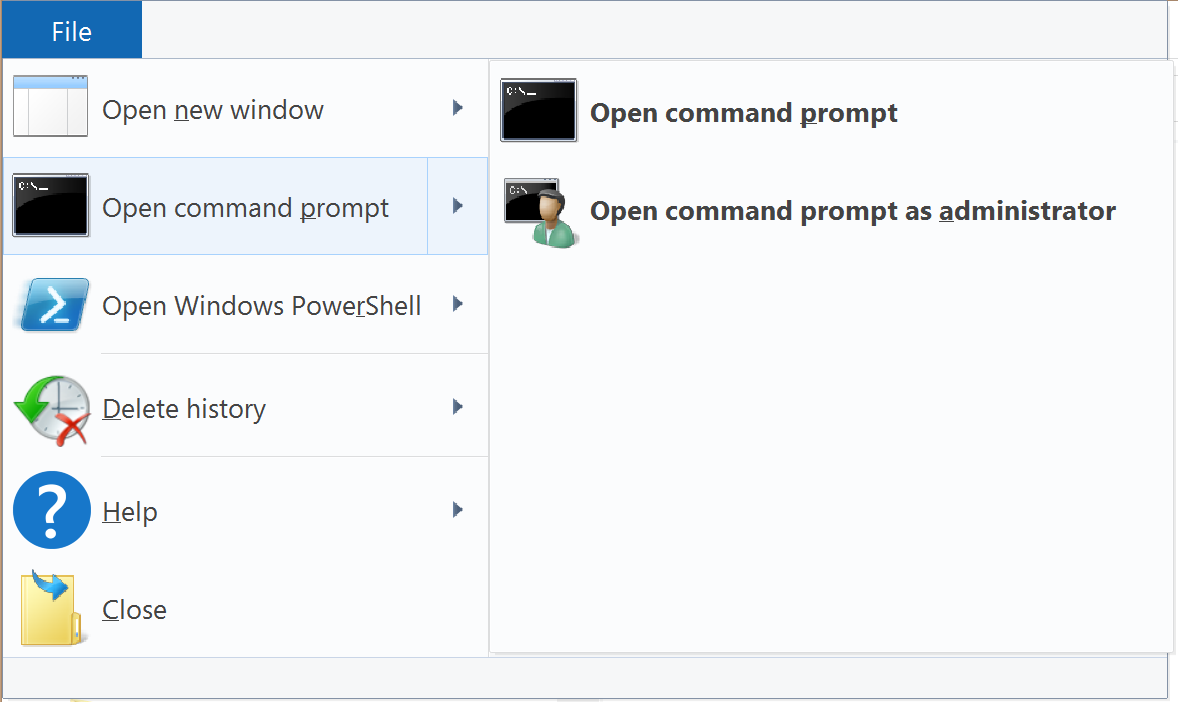 File
Open new window
Open command prompt
Open Windows PowerShell
Delete history
Help
Close
C:\_
Open command prompt
C:\
Open command prompt as administrator
C:\_